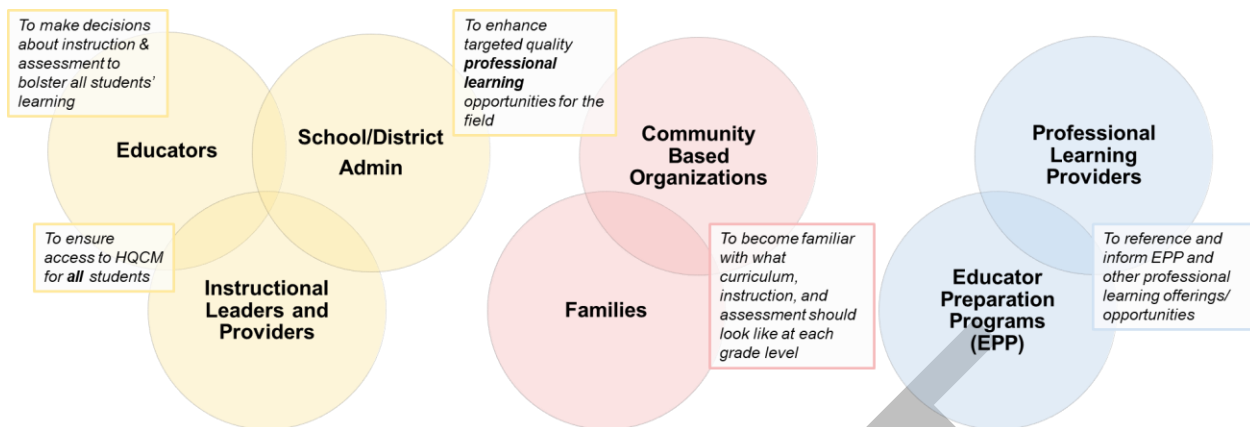 To make decisions
about instruction &
assessment to
bolster all students'
learning
Educators
School/District
Admin
To enhance
targeted quality
professional
learning
opportunities for the
field
To ensure
access to HQCM
for all students
Instructional
Leaders and
Providers
Community
Based
Organizations
Families
To become familiar
with what
curriculum,
instruction, and
assessment should
look like at each
grade level
Professional
Learning
Providers
Educator
Preparation
Programs
(EPP)
To reference and
inform EPP and
other professional
learning offerings/
opportunities